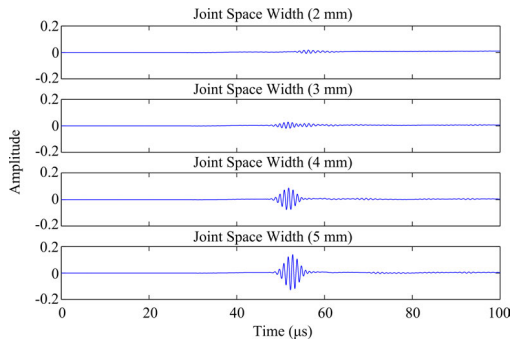 Joint Space Width (2 mm)
0.2
0
-0.2
Joint Space Width (3 mm)
0.2
0
-0.2
Joint Space Width (4 mm)
0.2
0
-0.2
Joint Space Width (5 mm)
0.2
0
-0.2
0 20 40 60 80 100
Time (μs)
Amplitude